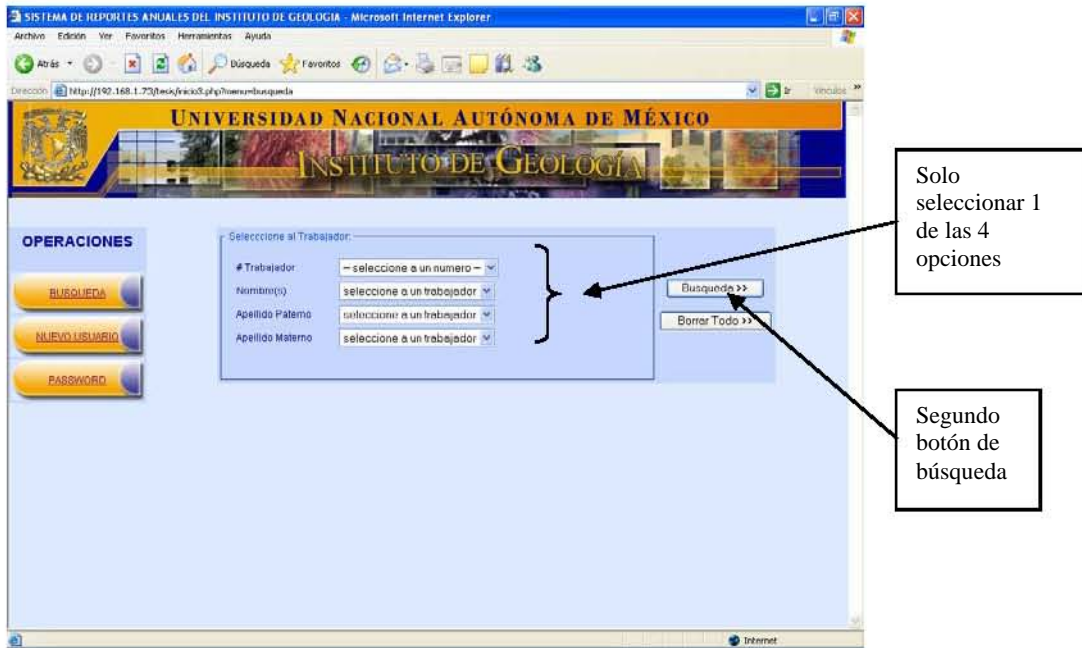 SISTEMA DE REPORTES ANUALES DEL INSTITUTO DE GEOLOGIA - Microsoft Internet Explorer
Archivo Edición Ver Favoritos Herramientas Ayuda
Atrás Búsqueda Favoritos
Dirección http://192.168.1.73/tesis/inicio3.php?menu=busqueda Ir Vínculos »
UNIVERSIDAD NACIONAL AUTÓNOMA DE MÉXICO
INSTITUTO DE GEOLOGÍA
OPERACIONES
BUSQUEDA
NUEVO USUARIO
PASSWORD
Selecccione al Trabajador:
# Trabajador -- seleccione a un numero --
Nombre(s) seleccione a un trabajador
Apellido Paterno seleccione a un trabajador
Apellido Materno seleccione a un trabajador
Busqueda >>
Borrar Todo >>
Solo
seleccionar 1
de las 4
opciones
Segundo
botón de
búsqueda
Internet